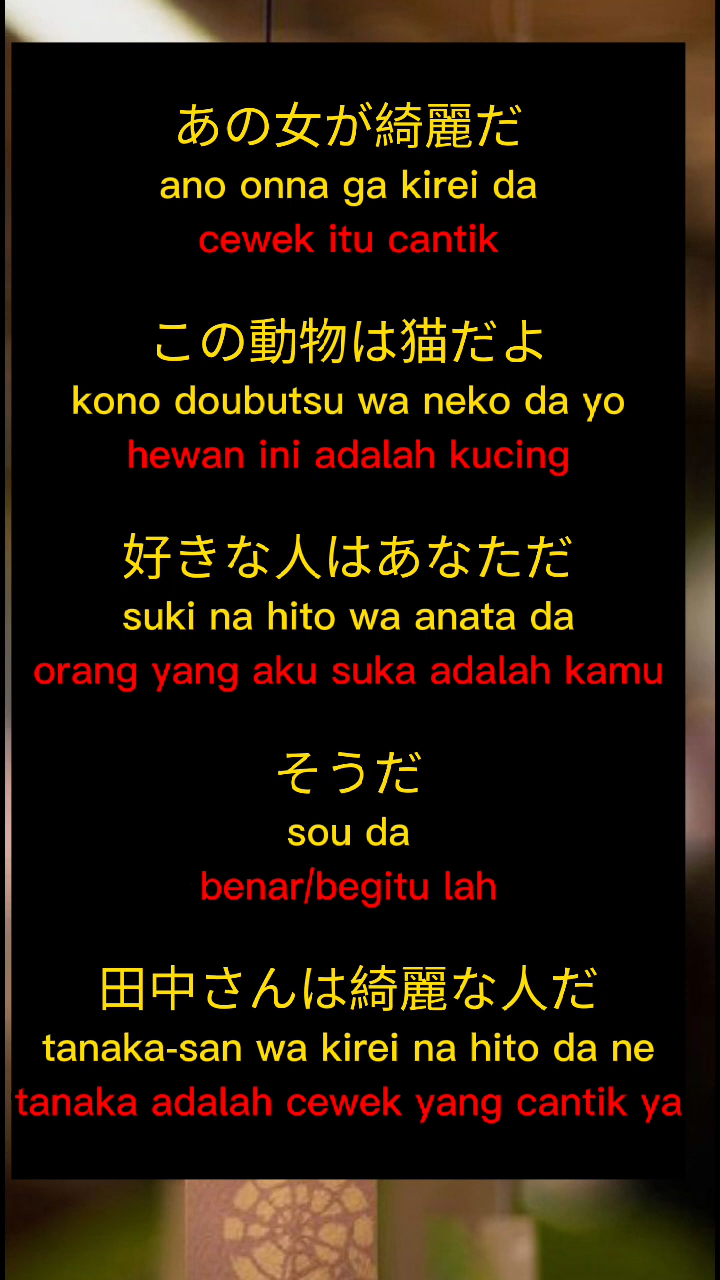 あの女が綺麗だ
ano onna ga kirei da
cewek itu cantik
この動物は猫だよ
kono doubutsu wa neko da yo
hewan ini adalah kucing
好きな人はあなただ
suki na hito wa anata da
orang yang aku suka adalah kamu
そうだ
sou da
benar/begitu lah
田中さんは綺麗な人だ
tanaka-san wa kirei na hito da ne
tanaka adalah cewek yang cantik ya